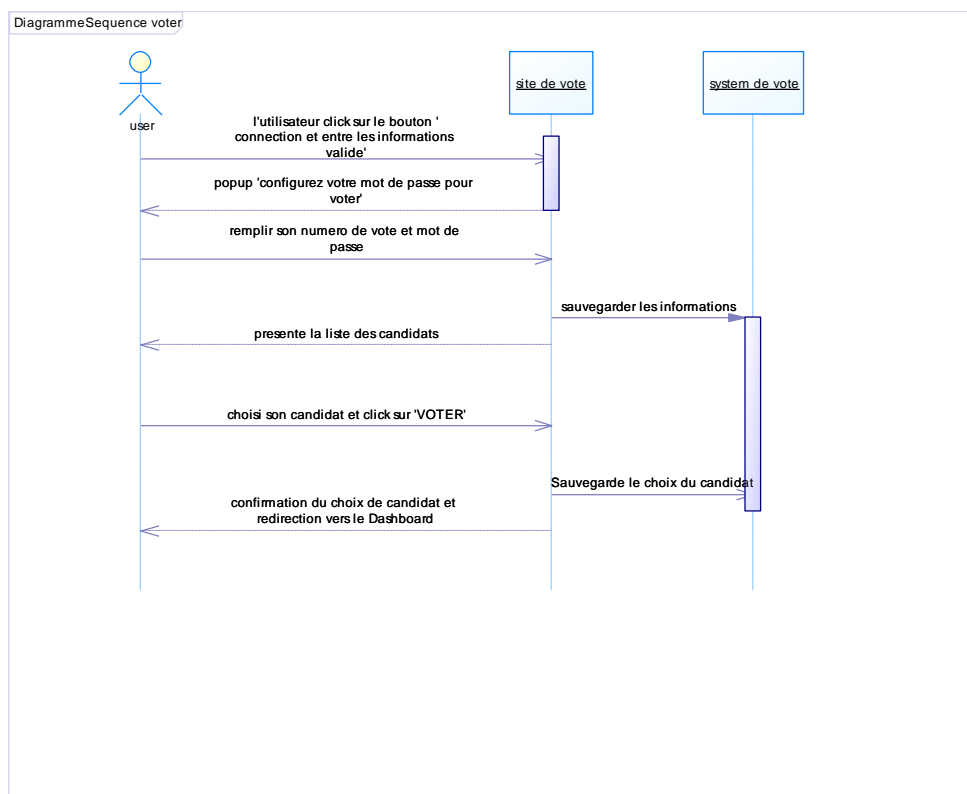 DiagrammeSequence voter
site de vote
system de vote
user
l'utilisateur click sur le bouton '
connection et entre les informations
valide'
popup 'configurez votre mot de passe pour
voter'
remplir son numero de vote et mot de
passe
sauvegarder les informations
presente la liste des candidats
choisi son candidat et click sur 'VOTER'
Sauvegarde le choix du candidat
confirmation du choix de candidat et
redirection vers le Dashboard